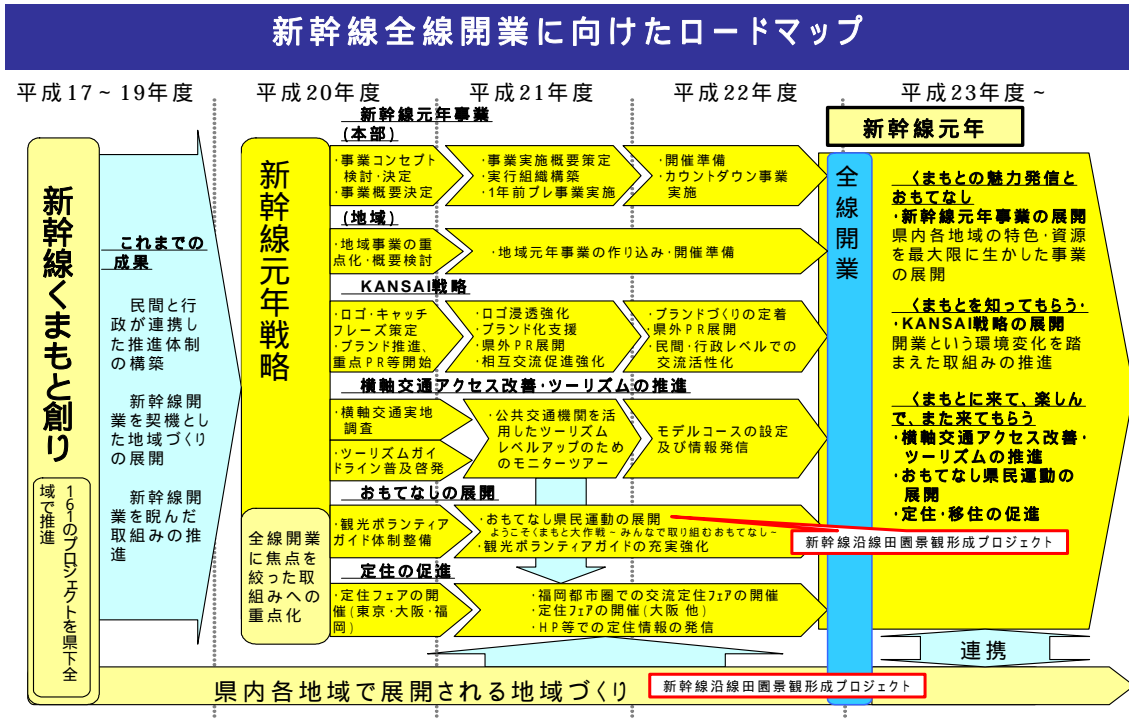 新幹線全線開業に向けたロードマップ
平成17～19年度
平成20年度
平成21年度
平成22年度
平成23年度～
新幹線くまもと創り
161のプロジェクトを県下全
域で推進
これまでの
成果
民間と行
政が連携し
た推進体制
の構築
新幹線開
業を契機とし
た地域づくり
の展開
新幹線開
業を睨んだ
取組みの推
進
新幹線元年戦略
全線開業
に焦点を
絞った取
組みへの
重点化
新幹線元年事業
(本部)
・事業コンセプト
検討・決定
・事業概要決定
・事業実施概要策定
・実行組織構築
・1年前プレ事業実施
・開催準備
・カウントダウン事業
実施
(地域)
・地域事業の重
点化・概要検討
・地域元年事業の作り込み・開催準備
KANSAI戦略
・ロゴ・キャッチ
フレーズ策定
・ブランド推進、
重点PR等開始
・ロゴ浸透強化
・ブランド化支援
・県外PR展開
・相互交流促進強化
・ブランドづくりの定着
・県外PR展開
・民間・行政レベルでの
交流活性化
横軸交通アクセス改善・ツーリズムの推進
・横軸交通実地
調査
・ツーリズムガイ
ドライン普及啓発
・公共交通機関を活
用したツーリズム
レベルアップのため
のモニターツアー
モデルコースの設定
及び情報発信
おもてなしの展開
・観光ボランティア
ガイド体制整備
・おもてなし県民運動の展開
ようこそくまもと大作戦～みんなで取り組むおもてなし～
・観光ボランティアガイドの充実強化
新幹線沿線田園景観形成プロジェクト
定住の促進
・定住フェアの開
催(東京・大阪・福
岡)
・福岡都市圏での交流定住フェアの開催
・定住フェアの開催(大阪 他)
・HP等での定住情報の発信
全線開業
新幹線元年
くまもとの魅力発信と
おもてなし
・新幹線元年事業の展開
県内各地域の特色・資源
を最大限に生かした事業
の展開
くまもとを知ってもらう・
・KANSAI戦略の展開
開業という環境変化を踏
まえた取組みの推進
くまもとに来て、楽しん
で、また来てもらう
・横軸交通アクセス改善・
ツーリズムの推進
・おもてなし県民運動の
展開
・定住・移住の促進
連携
県内各地域で展開される地域づくり
新幹線沿線田園景観形成プロジェクト